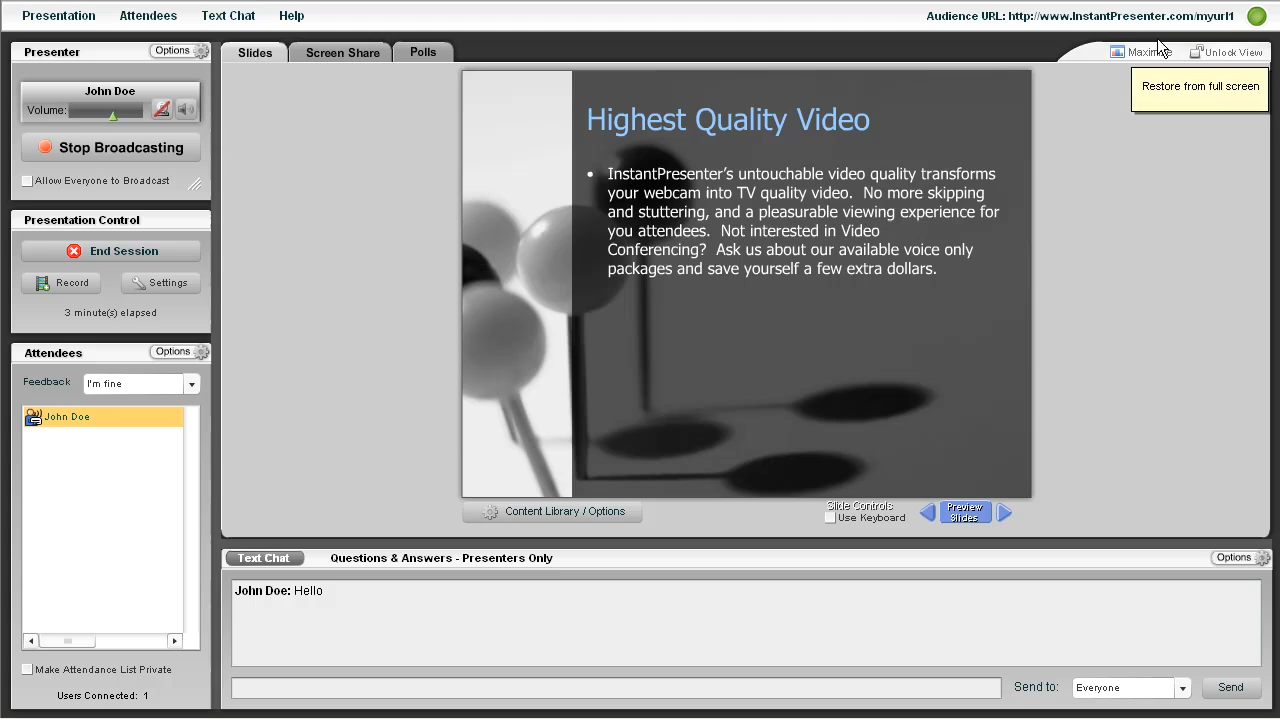 Presentation Attendees Text Chat Help
Audience URL: http://www.InstantPresenter.com/myurl1
Presenter Options
John Doe
Volume:
Stop Broadcasting
Allow Everyone to Broadcast
Presentation Control
End Session
Record Settings
3 minute(s) elapsed
Attendees Options
Feedback I'm fine
John Doe
Make Attendance List Private
Users Connected: 1
Slides Screen Share Polls
Unlock View
Restore from full screen
Highest Quality Video
• InstantPresenter's untouchable video quality transforms
your webcam into TV quality video. No more skipping
and stuttering, and a pleasurable viewing experience for
you attendees. Not interested in Video
Conferencing? Ask us about our available voice only
packages and save yourself a few extra dollars.
Content Library / Options
Slide Controls
Use Keyboard
Preview
Slides
Text Chat Questions & Answers - Presenters Only Options
John Doe: Hello
Send to: Everyone Send